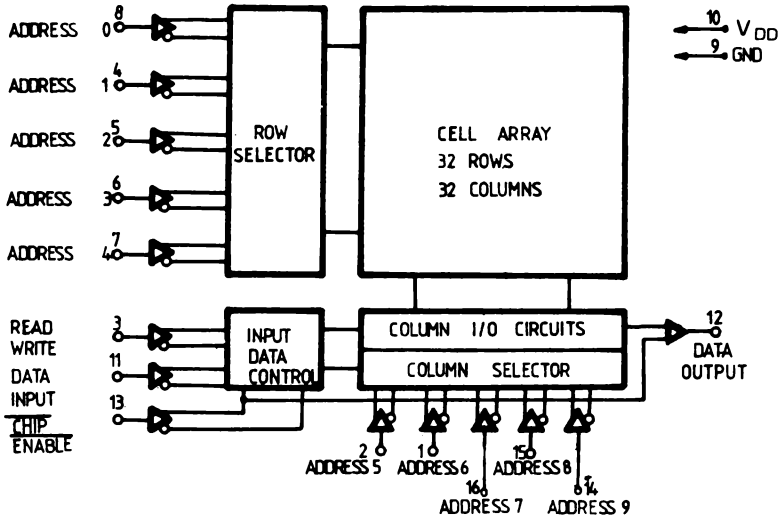 8
ADDRESS 0
4
ADDRESS 1
5
ADDRESS 2
6
ADDRESS 3
7
ADDRESS 4
ROW
SELECTOR
CELL ARRAY
32 ROWS
32 COLUMNS
10 VDD
9 GND
READ
WRITE
3
DATA
INPUT
11
CHIP
ENABLE
13
INPUT
DATA
CONTROL
COLUMN I/O CIRCUITS
COLUMN SELECTOR
12
DATA
OUTPUT
2
ADDRESS 5
1
ADDRESS 6
16
ADDRESS 7
15
ADDRESS 8
14
ADDRESS 9